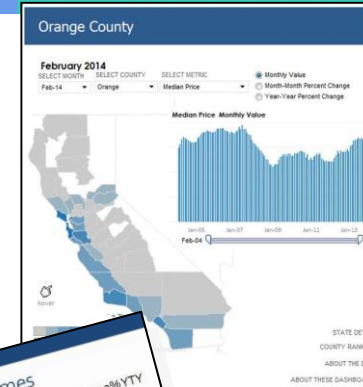 Orange County
February 2014
SELECT MONTH SELECT COUNTY SELECT METRIC
Feb-14 Orange Median Price
Monthly Value
Month-Month Percent Change
Year-Year Percent Change
Median Price Monthly Value
Jan-05 Jan-07 Jan-09 Jan-11 Jan-13
Feb-04
Hover
STATE DE
COUNTY RANK
ABOUT THE D
ABOUT THESE DASHBO
mes
%YTY